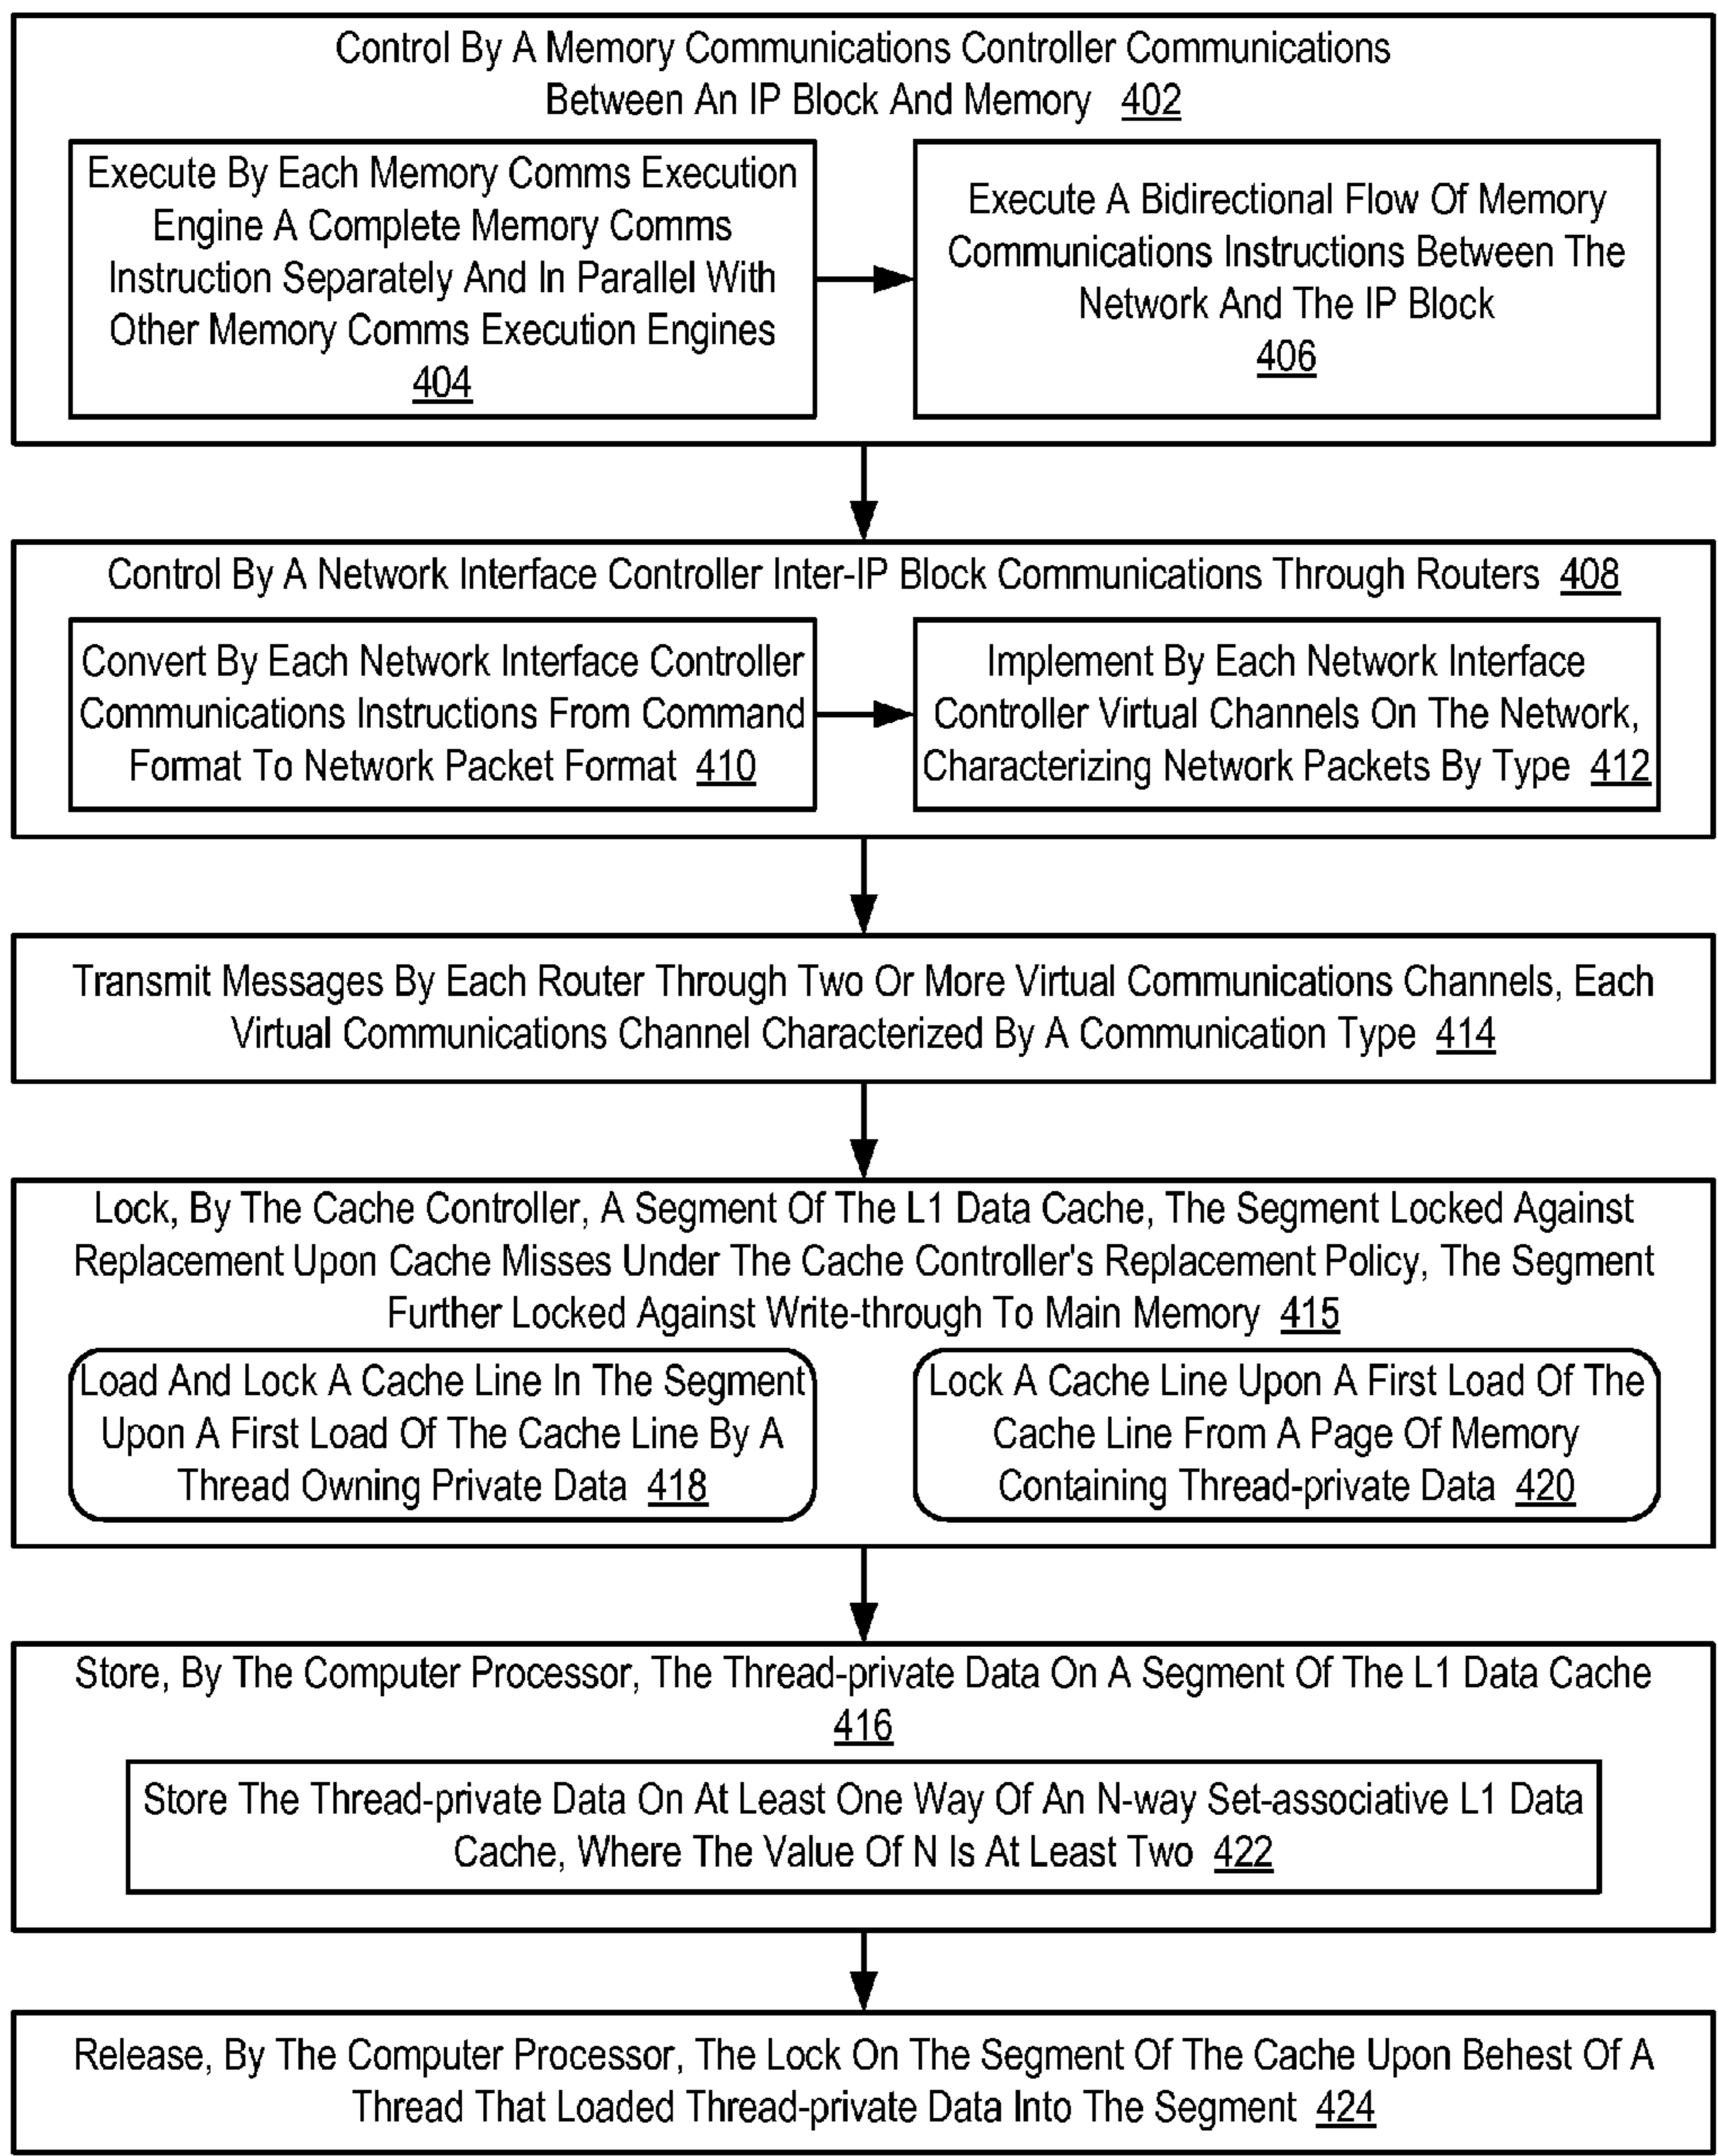 Control By A Memory Communications Controller Communications
Between An IP Block And Memory 402
Execute By Each Memory Comms Execution
Engine A Complete Memory Comms
Instruction Separately And In Parallel With
Other Memory Comms Execution Engines
404
Execute A Bidirectional Flow Of Memory
Communications Instructions Between The
Network And The IP Block
406
Control By A Network Interface Controller Inter-IP Block Communications Through Routers 408
Convert By Each Network Interface Controller
Communications Instructions From Command
Format To Network Packet Format 410
Implement By Each Network Interface
Controller Virtual Channels On The Network,
Characterizing Network Packets By Type 412
Transmit Messages By Each Router Through Two Or More Virtual Communications Channels, Each
Virtual Communications Channel Characterized By A Communication Type 414
Lock, By The Cache Controller, A Segment Of The L1 Data Cache, The Segment Locked Against
Replacement Upon Cache Misses Under The Cache Controller's Replacement Policy, The Segment
Further Locked Against Write-through To Main Memory 415
Load And Lock A Cache Line In The Segment
Upon A First Load Of The Cache Line By A
Thread Owning Private Data 418
Lock A Cache Line Upon A First Load Of The
Cache Line From A Page Of Memory
Containing Thread-private Data 420
Store, By The Computer Processor, The Thread-private Data On A Segment Of The L1 Data Cache
416
Store The Thread-private Data On At Least One Way Of An N-way Set-associative L1 Data
Cache, Where The Value Of N Is At Least Two 422
Release, By The Computer Processor, The Lock On The Segment Of The Cache Upon Behest Of A
Thread That Loaded Thread-private Data Into The Segment 424